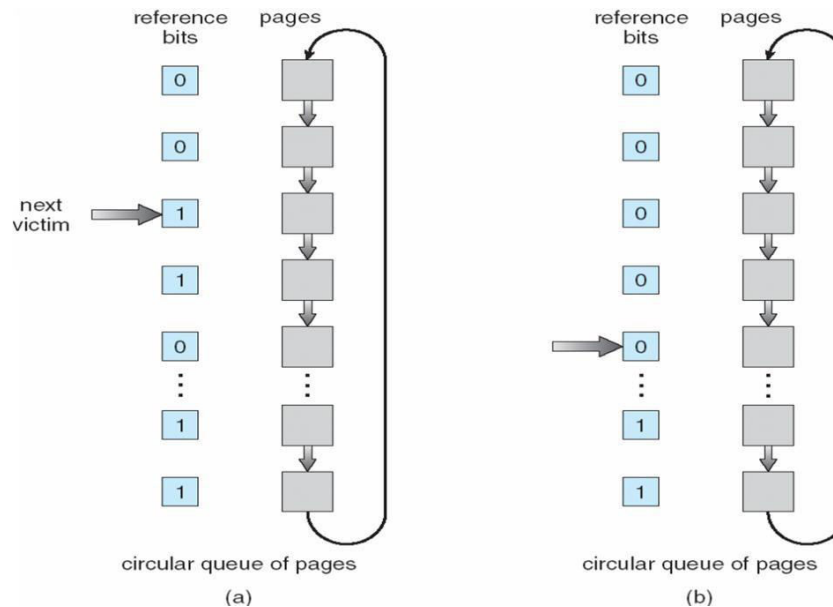 reference bits
pages
0
0
next victim
1
1
0
1
1
circular queue of pages
(a)
reference bits
pages
0
0
0
0
0
1
1
circular queue of pages
(b)